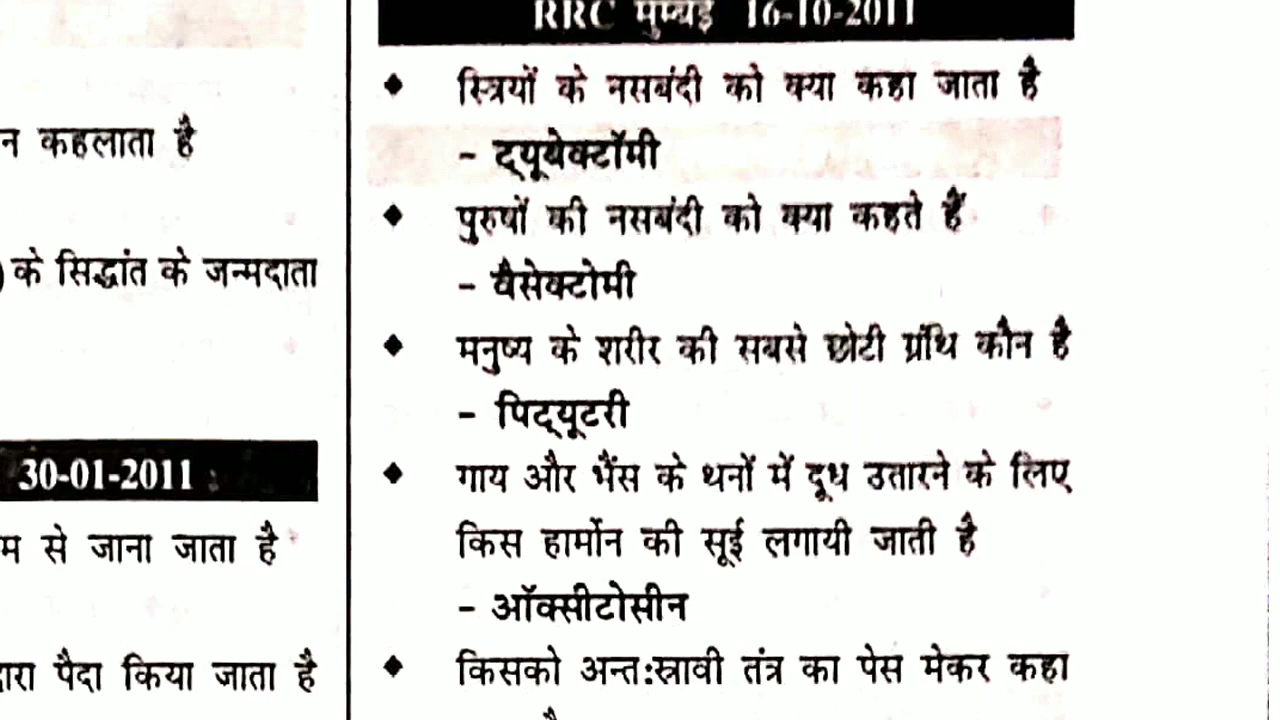 न कहलाता है
) के सिद्धांत के जन्मदाता
30-01-2011
म से जाना जाता है
द्वारा पैदा किया जाता है
RRC मुम्बई 16-10-2011
♦ स्त्रियों के नसबंदी को क्या कहा जाता है
- ट्यूबेक्टॉमी
♦ पुरुषों की नसबंदी को क्या कहते हैं
- वैसेक्टोमी
♦ मनुष्य के शरीर की सबसे छोटी ग्रंथि कौन है
- पिट्यूटरी
♦ गाय और भैंस के थनों में दूध उतारने के लिए
किस हार्मोन की सूई लगायी जाती है
- ऑक्सीटोसीन
♦ किसको अन्त:स्रावी तंत्र का पेस मेकर कहा